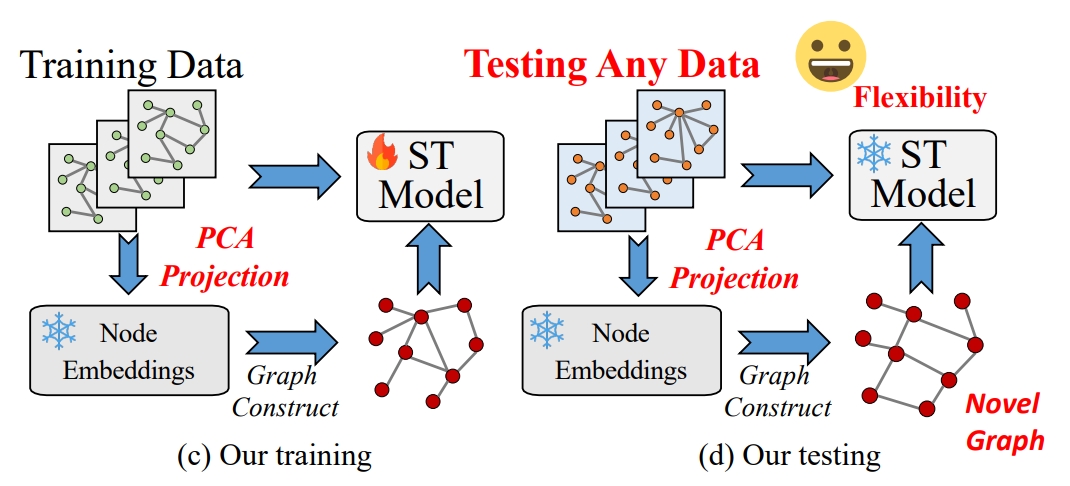 Training Data
ST
Model
PCA
Projection
Node
Embeddings
Graph
Construct
(c) Our training
Testing Any Data
Flexibility
ST
Model
PCA
Projection
Node
Embeddings
Graph
Construct
Novel
Graph
(d) Our testing